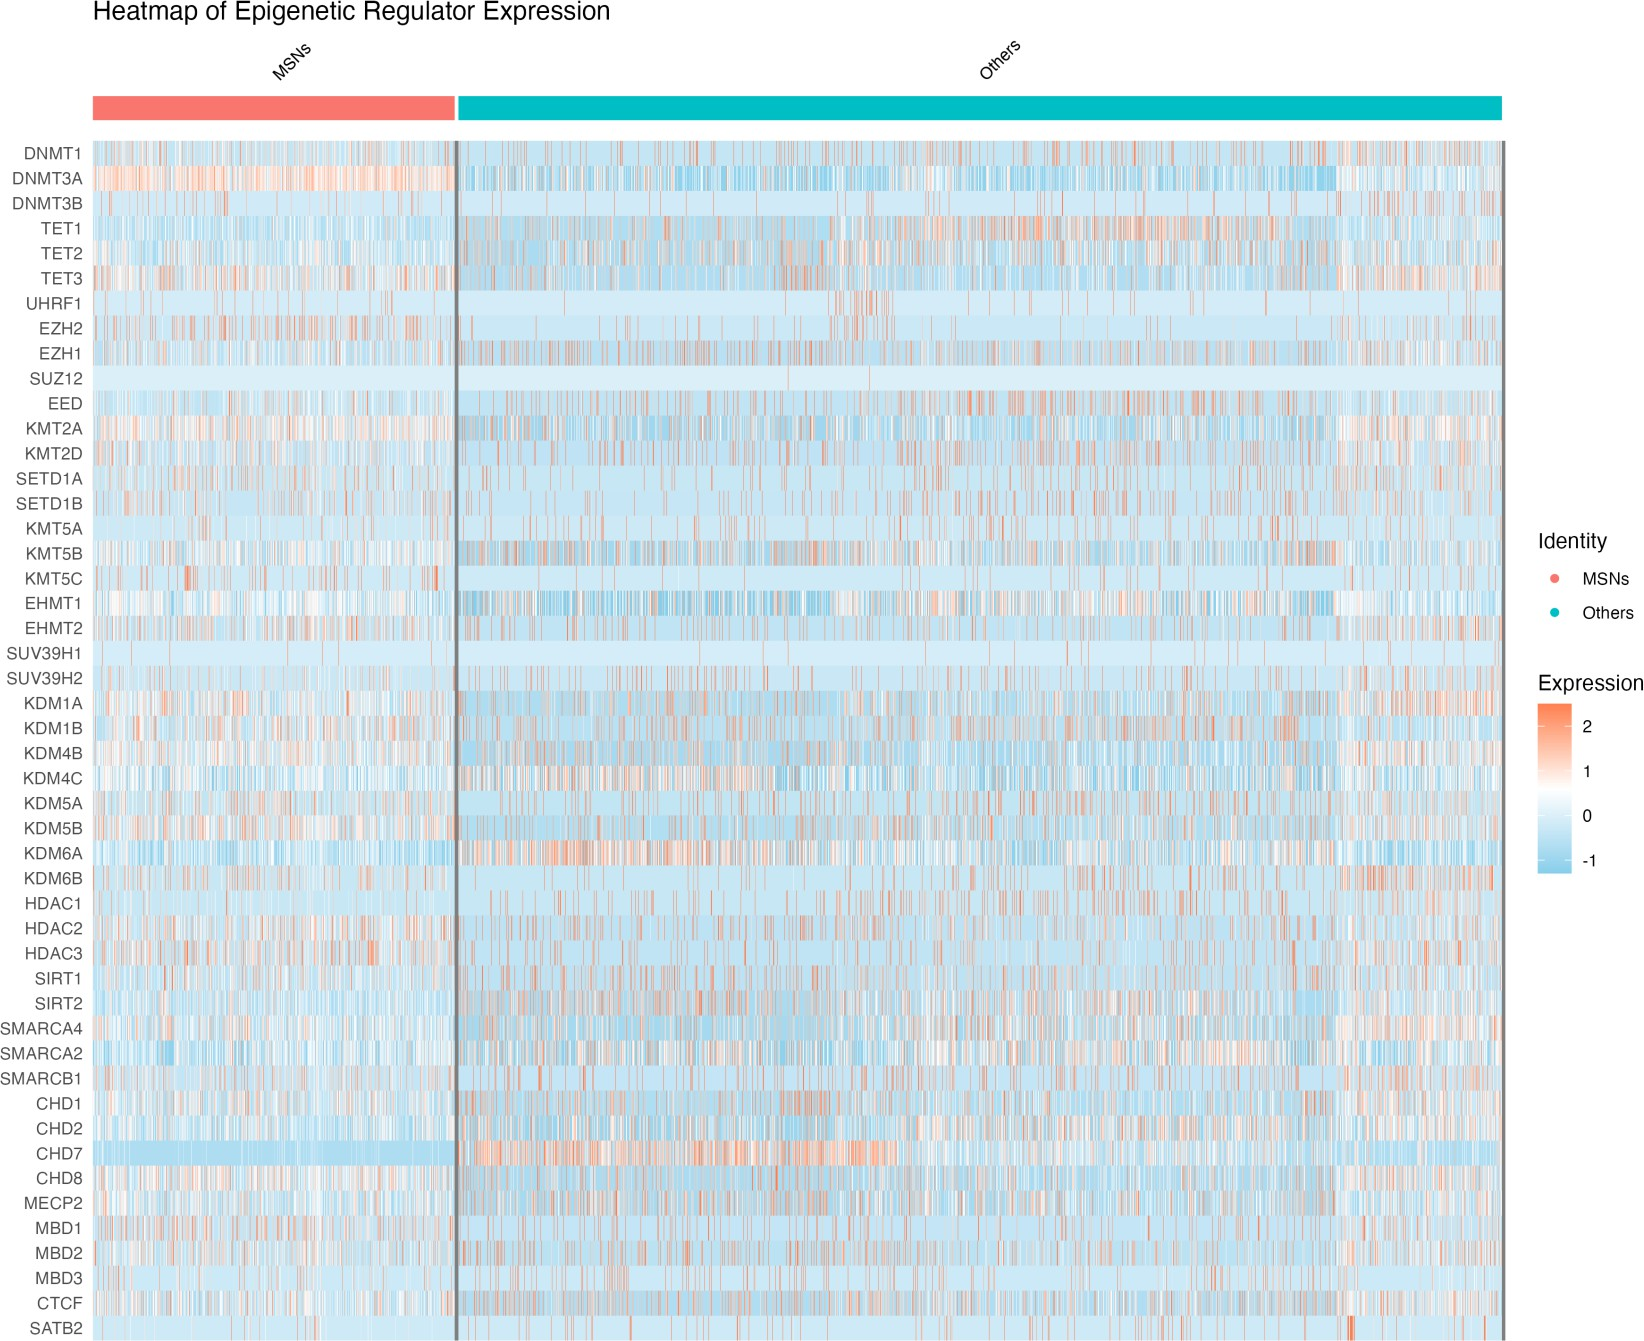 Heatmap of Epigenetic Regulator Expression
MSNs
Others
DNMT1
DNMT3A
DNMT3B
TET1
TET2
TET3
UHRF1
EZH2
EZH1
SUZ12
EED
KMT2A
KMT2D
SETD1A
SETD1B
KMT5A
KMT5B
KMT5C
EHMT1
EHMT2
SUV39H1
SUV39H2
KDM1A
KDM1B
KDM4B
KDM4C
KDM5A
KDM5B
KDM6A
KDM6B
HDAC1
HDAC2
HDAC3
SIRT1
SIRT2
SMARCA4
SMARCA2
SMARCB1
CHD1
CHD2
CHD7
CHD8
MECP2
MBD1
MBD2
MBD3
CTCF
SATB2
Identity
MSNs
Others
Expression
2
1
0
-1